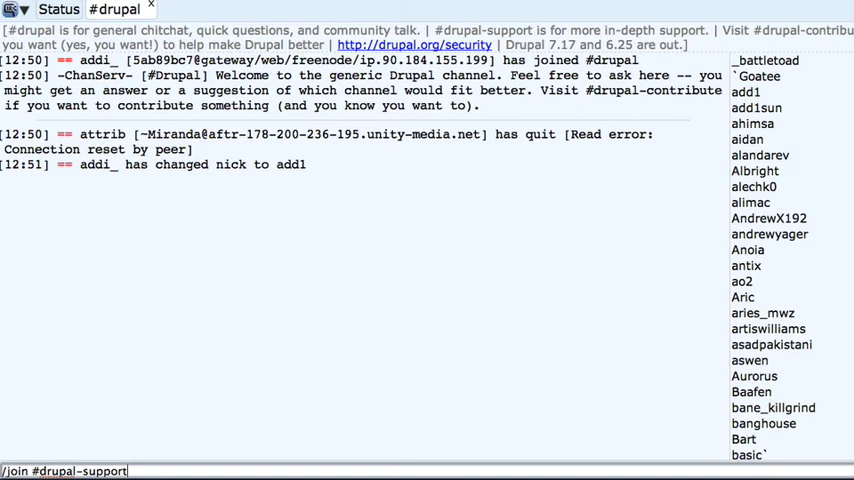 Status #drupal x
[#drupal is for general chitchat, quick questions, and community talk. | #drupal-support is for more in-depth support. | Visit #drupal-contribu
you want (yes, you want!) to help make Drupal better | http://drupal.org/security | Drupal 7.17 and 6.25 are out.]
[12:50] == addi_ [5ab89bc7@gateway/web/freenode/ip.90.184.155.199] has joined #drupal
[12:50] -ChanServ- [#Drupal] Welcome to the generic Drupal channel. Feel free to ask here -- you
might get an answer or a suggestion of which channel would fit better. Visit #drupal-contribute
if you want to contribute something (and you know you want to).
[12:50] == attrib [~Miranda@aftr-178-200-236-195.unity-media.net] has quit [Read error:
Connection reset by peer]
[12:51] == addi_ has changed nick to add1
_battletoad
`Goatee
add1
add1sun
ahimsa
aidan
alandarev
Albright
alechk0
alimac
AndrewX192
andrewyager
Anoia
antix
ao2
Aric
aries_mwz
artiswilliams
asadpakistani
aswen
Aurorus
Baafen
bane_killgrind
banghouse
Bart
basic`
/join #drupal-support